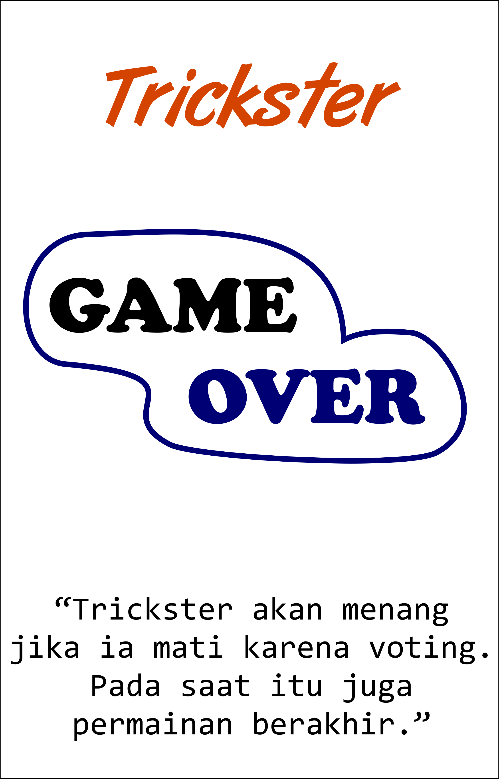 Trickster
GAME
OVER
“Trickster akan menang
jika ia mati karena voting.
Pada saat itu juga
permainan berakhir.”